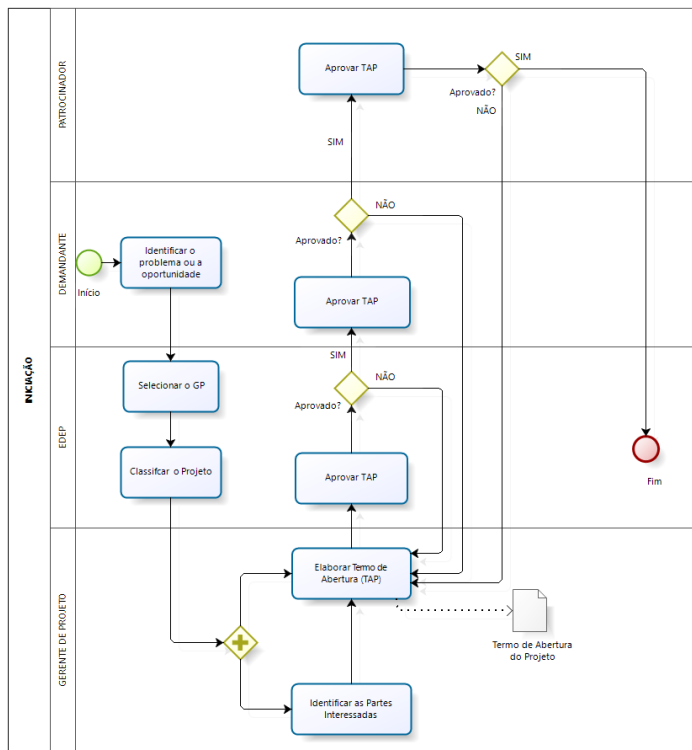 INICIAÇÃO
PATROCINADOR
Aprovar TAP
SIM
Aprovado?
NÃO
SIM
DEMANDANTE
NÃO
Aprovado?
Identificar o
problema ou a
oportunidade
Início
Aprovar TAP
SIM
EDEP
Selecionar o GP
NÃO
Aprovado?
Classifcar o Projeto
Aprovar TAP
Fim
GERENTE DE PROJETO
Elaborar Termo de
Abertura (TAP)
Termo de Abertura
do Projeto
Identificar as Partes
Interessadas